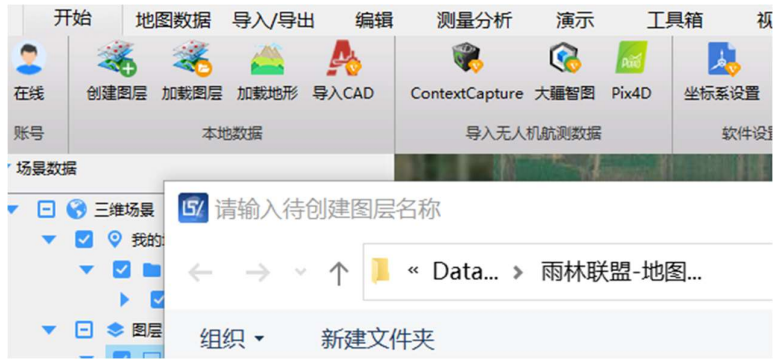 开始 地图数据 导入/导出 编辑 测量分析 演示 工具箱
在线 创建图层 加载图层 加载地形 导入CAD ContextCapture 大疆智图 Pix4D 坐标系设置
账号 本地数据 导入无人机航测数据 软件设
场景数据
三维场景
请输入待创建图层名称
我的
« Data... › 雨林联盟-地图...
图层
组织 新建文件夹